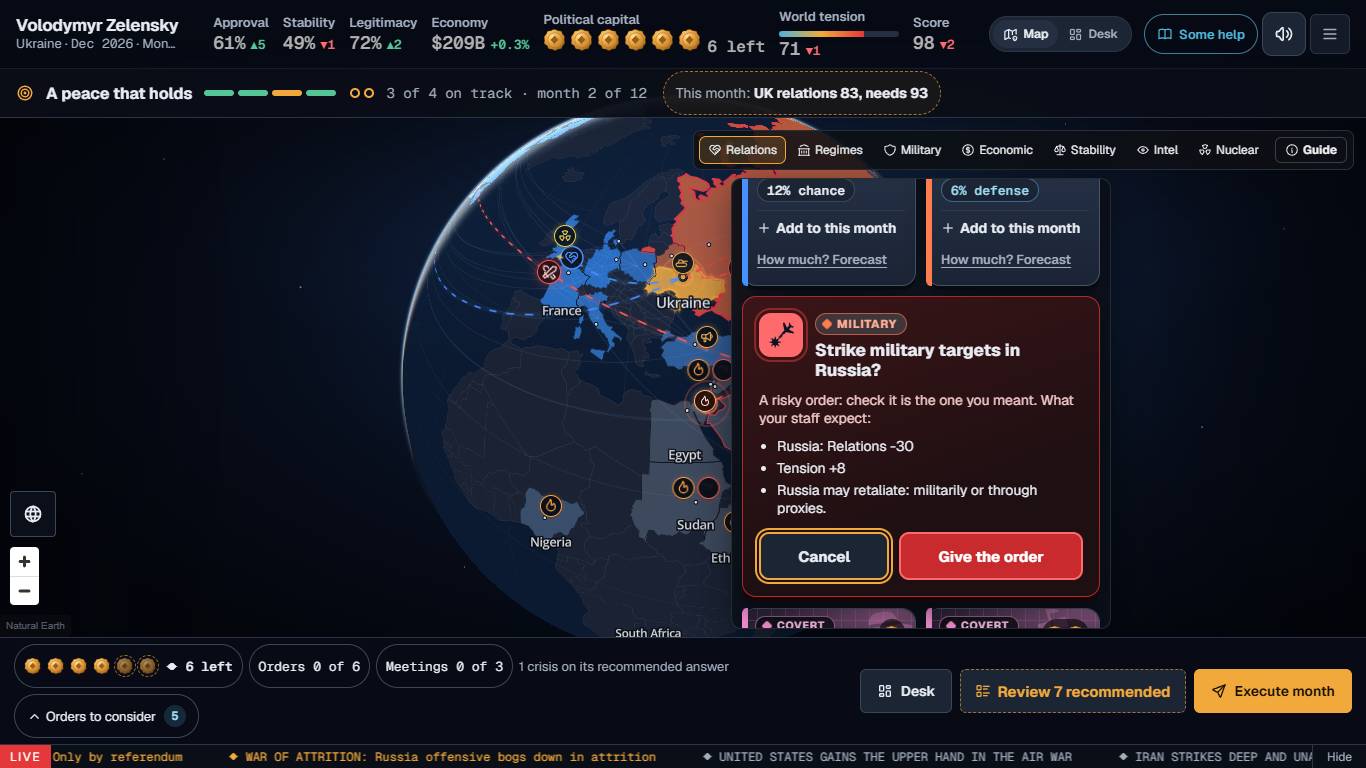 Volodymyr Zelensky
Ukraine · Dec 2026 · Mon…
Approval
61% ▲5
Stability
49% ▼1
Legitimacy
72% ▲2
Economy
$209B +0.3%
Political capital
6 left
World tension
71 ▼1
Score
98 ▼2
Map
Desk
Some help
A peace that holds
3 of 4 on track · month 2 of 12
This month: UK relations 83, needs 93
Relations
Regimes
Military
Economic
Stability
Intel
Nuclear
Guide
12% chance
+ Add to this month
How much? Forecast
6% defense
+ Add to this month
How much? Forecast
MILITARY
Strike military targets in
Russia?
A risky order: check it is the one you meant. What
your staff expect:
• Russia: Relations -30
• Tension +8
• Russia may retaliate: militarily or through
proxies.
Cancel
Give the order
COVERT
COVERT
France
Ukraine
Egypt
Sudan
Nigeria
Eth
South Africa
+
−
Natural Earth
6 left
Orders 0 of 6
Meetings 0 of 3
1 crisis on its recommended answer
Orders to consider 5
Desk
Review 7 recommended
Execute month
LIVE
Only by referendum
◆ WAR OF ATTRITION: Russia offensive bogs down in attrition
◆ UNITED STATES GAINS THE UPPER HAND IN THE AIR WAR
◆ IRAN STRIKES DEEP AND UNA
Hide